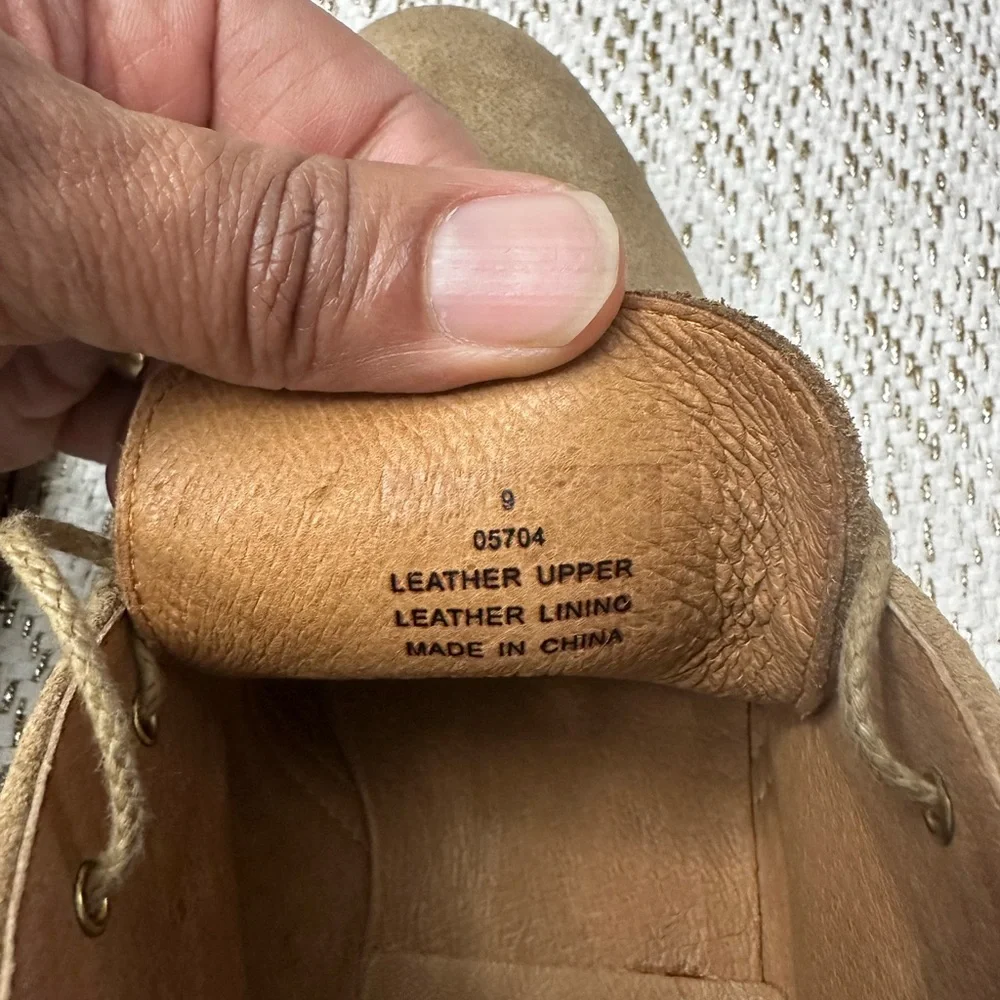 9
05704
LEATHER UPPER
LEATHER LINING
MADE IN CHINA